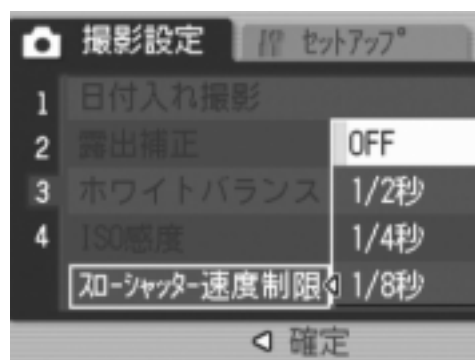 撮影設定 セットアップ
1 日付入れ撮影
2 露出補正 OFF
3 ホワイトバランス 1/2秒
4 ISO感度 1/4秒
スローシャッター速度制限 1/8秒
確定